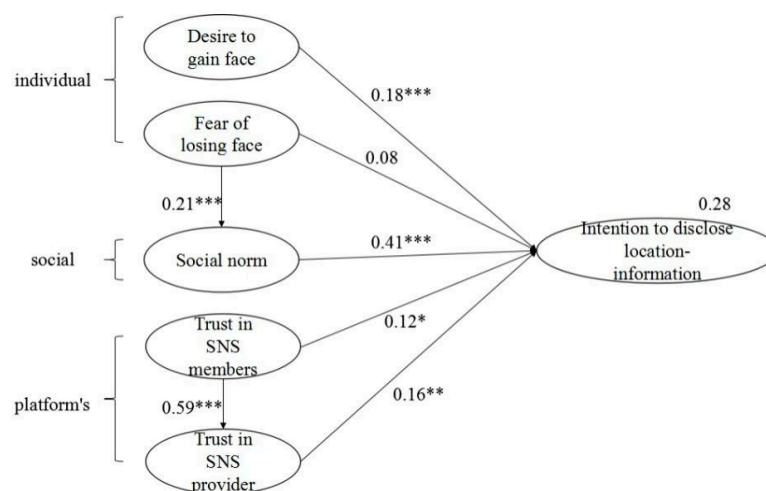 Desire to
gain face
individual
0.18***
Fear of
losing face
0.08
0.21***
0.28
Intention to disclose
location-
information
0.41***
social
Social norm
Trust in
SNS
members
0.12*
platform's
0.59***
0.16**
Trust in
SNS
provider